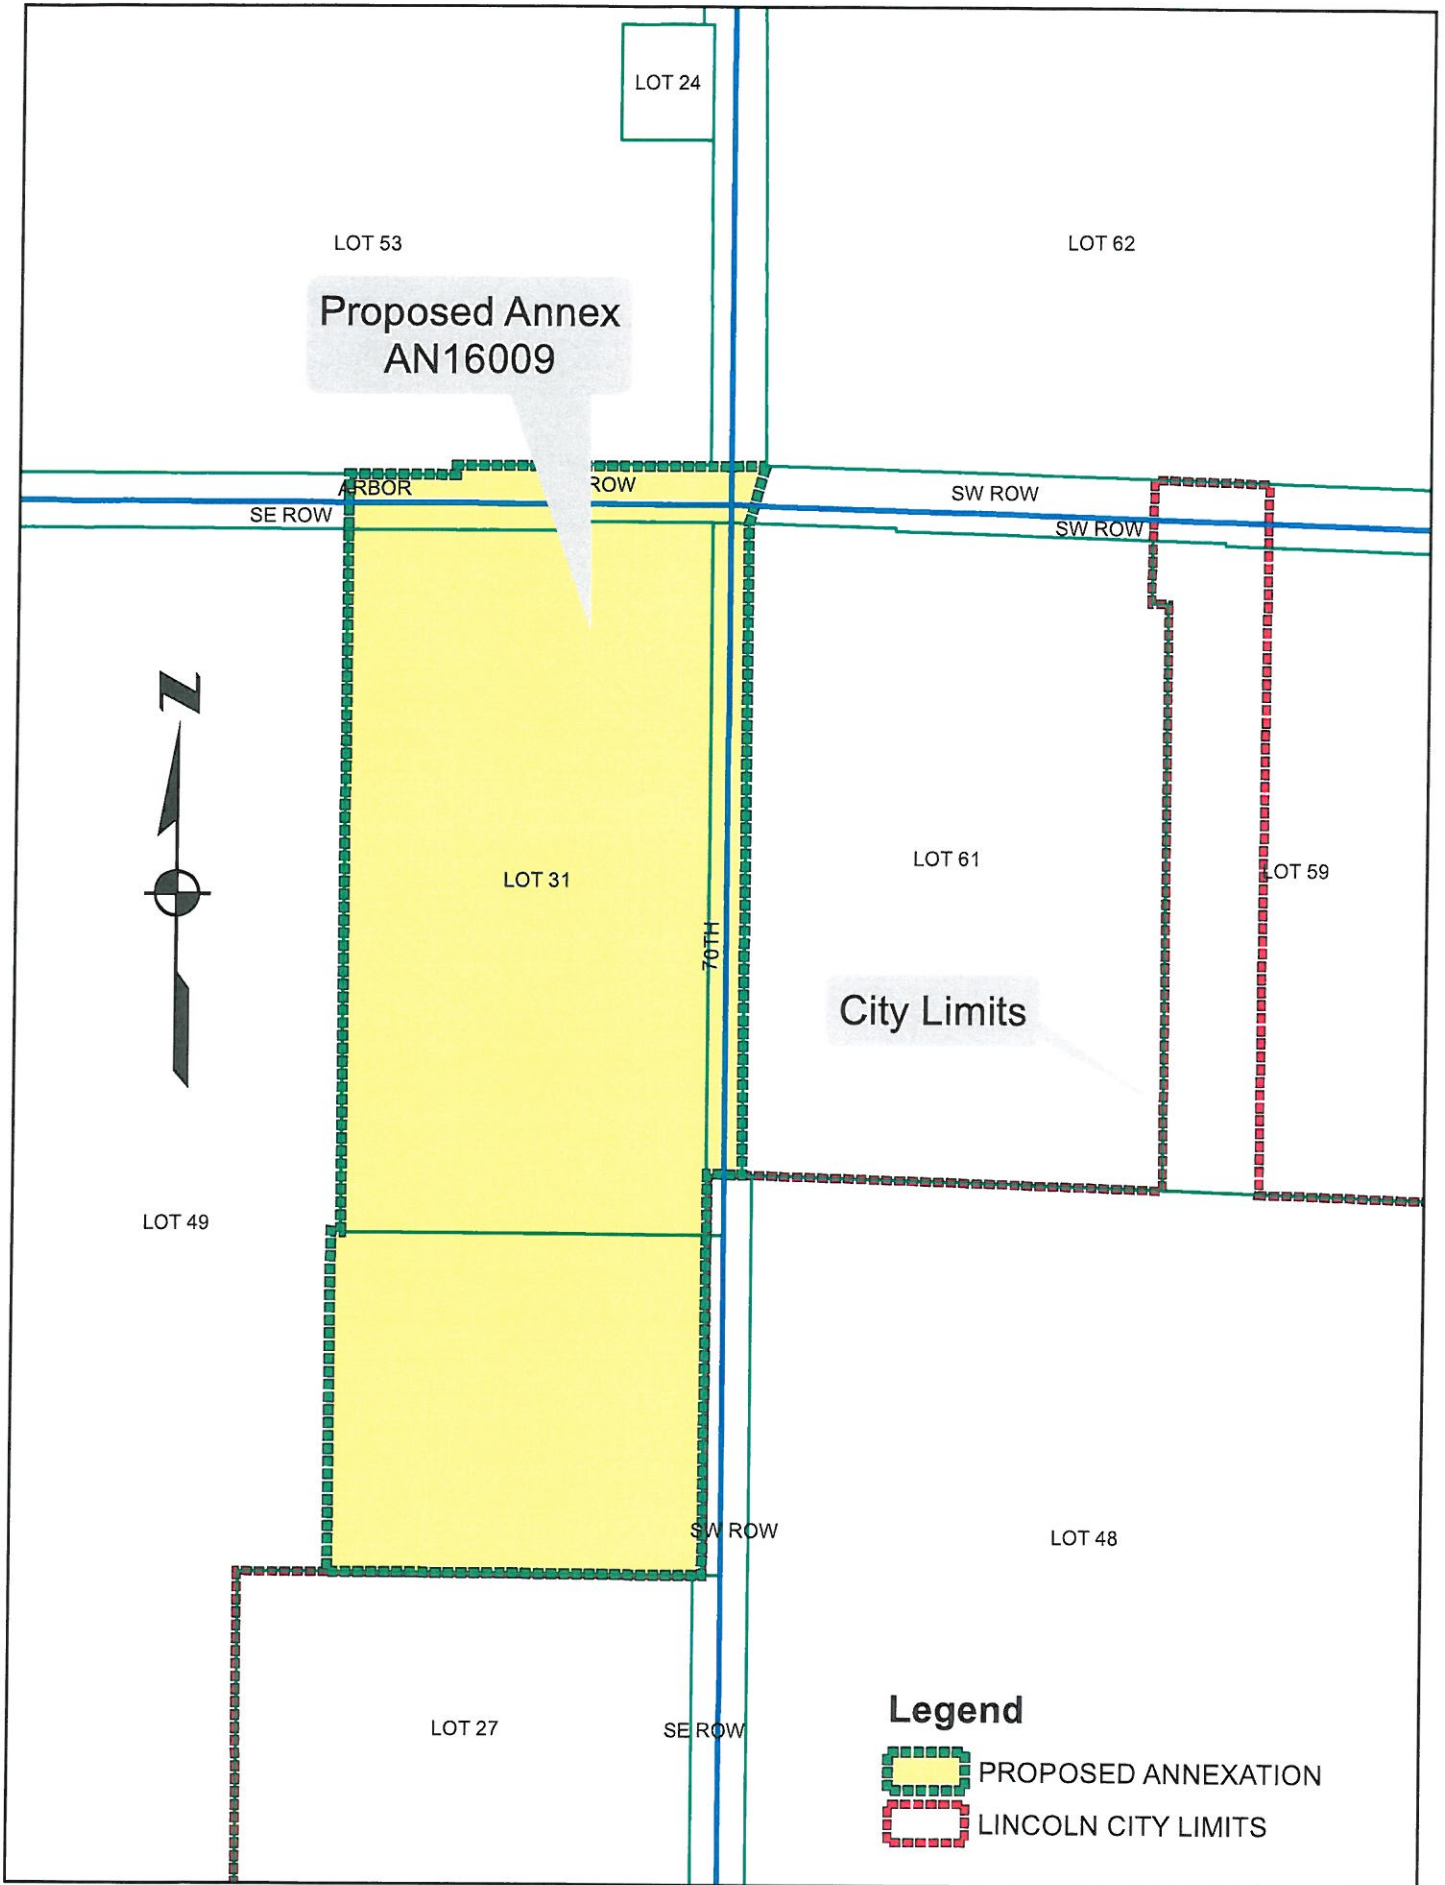 LOT 24
LOT 53
LOT 62
Proposed Annex
AN16009
ARBOR
ROW
SW ROW
SE ROW
SW ROW
N
LOT 61
LOT 59
LOT 31
70TH
City Limits
LOT 49
SW ROW
LOT 48
LOT 27
SE ROW
Legend
PROPOSED ANNEXATION
LINCOLN CITY LIMITS